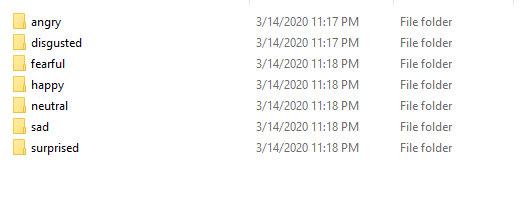 angry 3/14/2020 11:17 PM File folder
disgusted 3/14/2020 11:17 PM File folder
fearful 3/14/2020 11:18 PM File folder
happy 3/14/2020 11:18 PM File folder
neutral 3/14/2020 11:18 PM File folder
sad 3/14/2020 11:18 PM File folder
surprised 3/14/2020 11:18 PM File folder